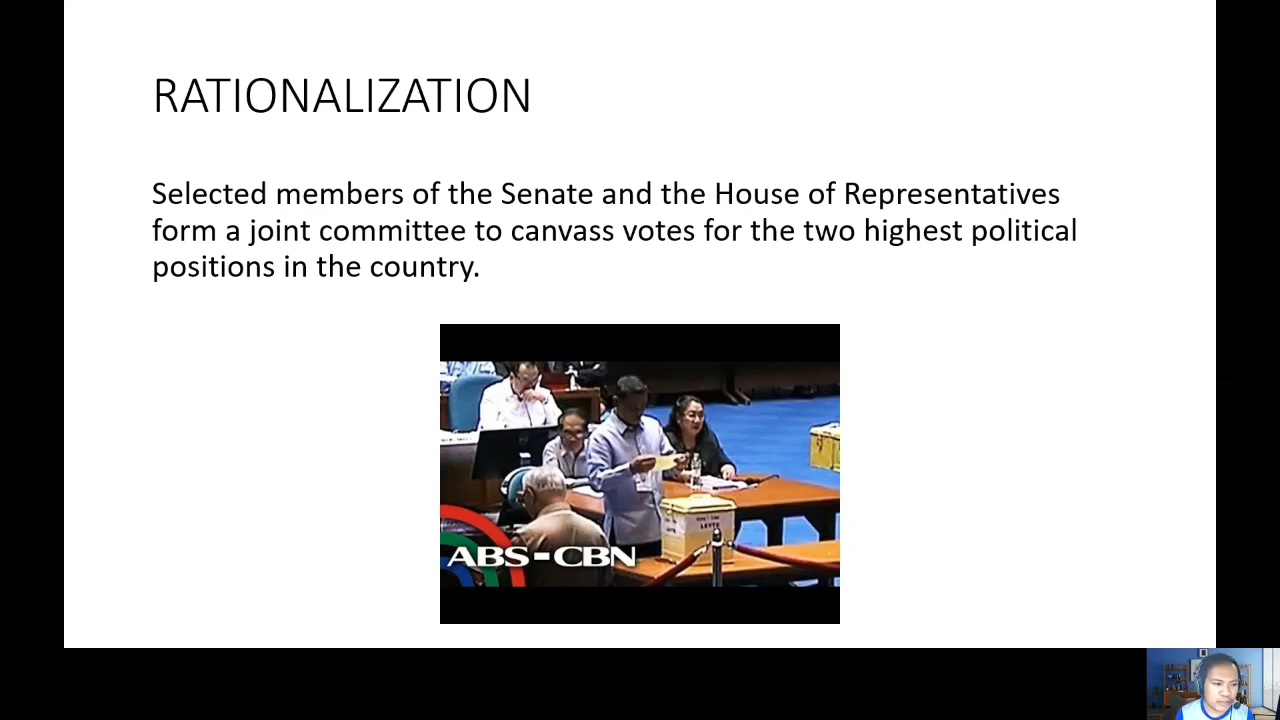 RATIONALIZATION
Selected members of the Senate and the House of Representatives
form a joint committee to canvass votes for the two highest political
positions in the country.
ABS-CBN